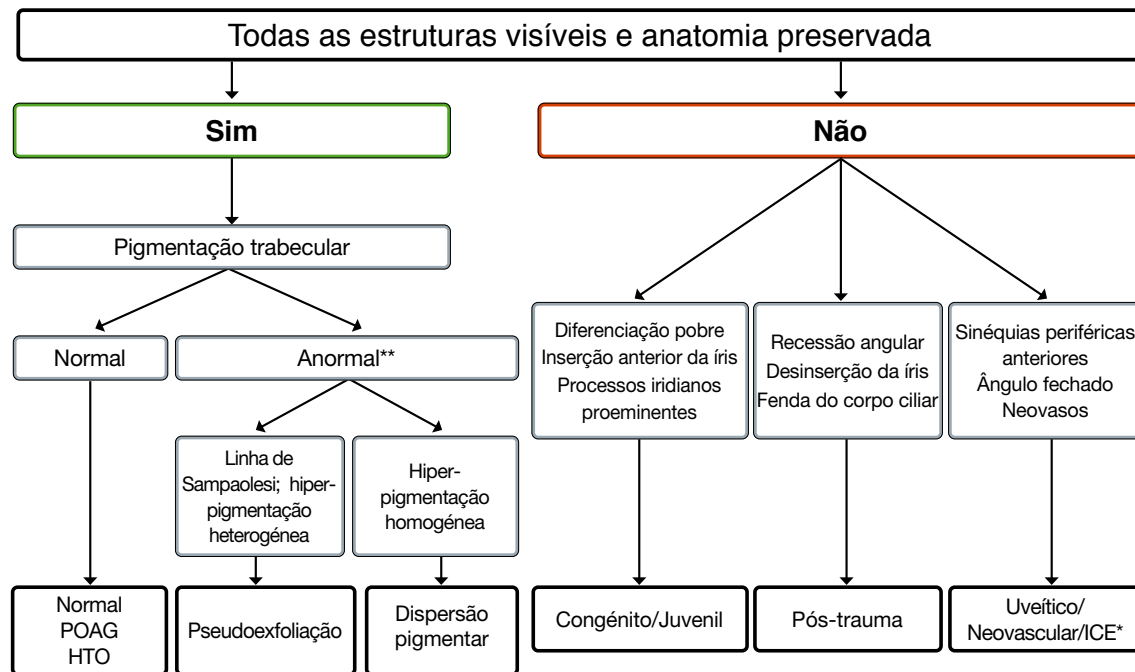 Todas as estruturas visíveis e anatomia preservada
Sim
Não
Pigmentação trabecular
Normal
Anormal**
Diferenciação pobre
Inserção anterior da íris
Processos iridianos
proeminentes
Recessão angular
Desinserção da íris
Fenda do corpo ciliar
Sinéquias periféricas
anteriores
Ângulo fechado
Neovasos
Linha de
Sampaolesi; hiper-
pigmentação
heterogénea
Hiper-
pigmentação
homogénea
Normal
POAG
HTO
Pseudoexfoliação
Dispersão
pigmentar
Congénito/Juvenil
Pós-trauma
Uveítico/
Neovascular/ICE*